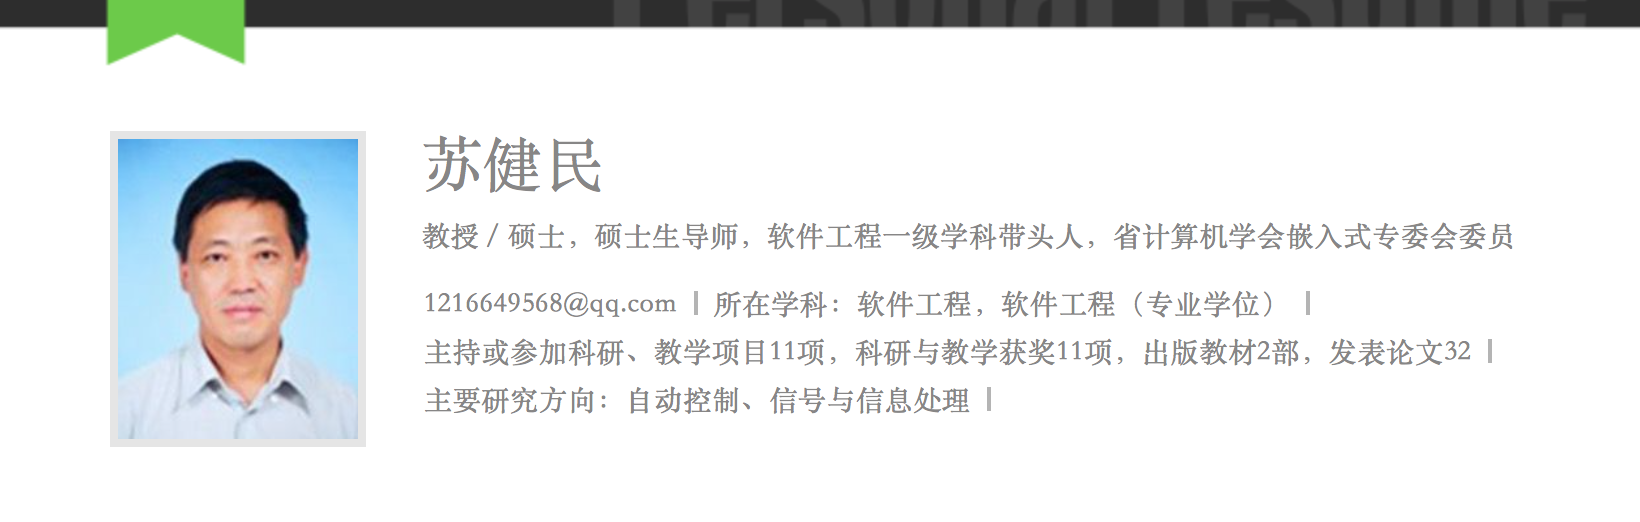 Personal resume
苏健民
教授 / 硕士，硕士生导师，软件工程一级学科带头人，省计算机学会嵌入式专委会委员
1216649568@qq.com | 所在学科：软件工程，软件工程（专业学位） |
主持或参加科研、教学项目11项，科研与教学获奖11项，出版教材2部，发表论文32 |
主要研究方向：自动控制、信号与信息处理 |